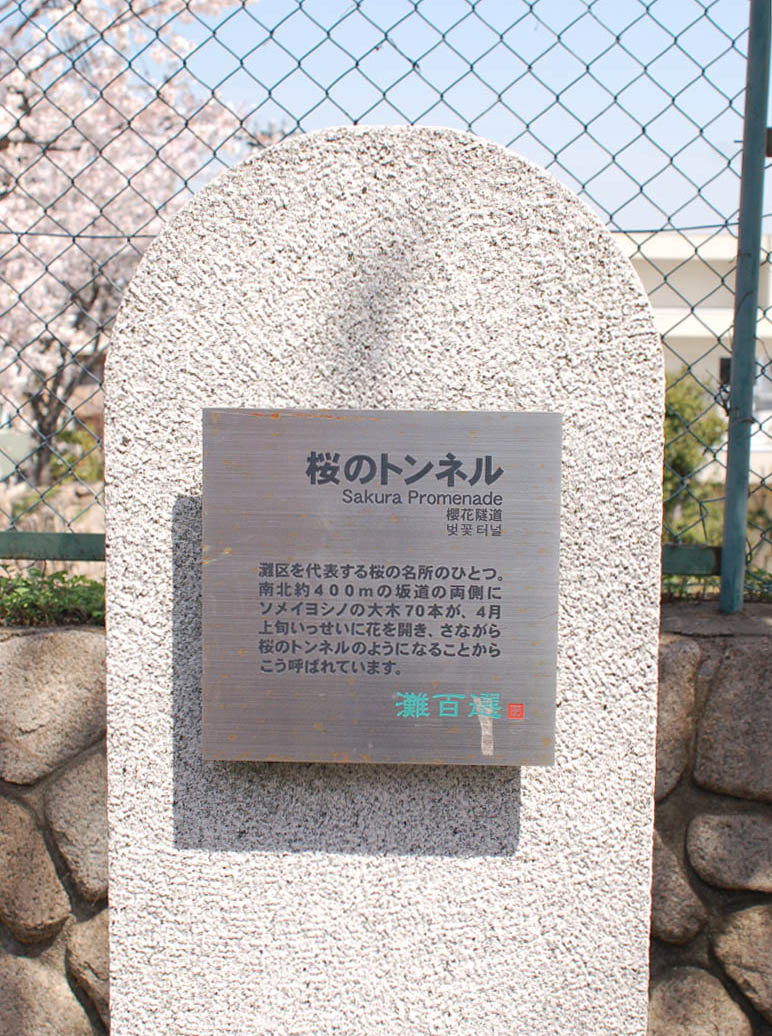 桜のトンネル
Sakura Promenade
櫻花隧道
벚꽃터널
灘区を代表する桜の名所のひとつ。
南北約400mの坂道の両側に
ソメイヨシノの大木70本が、4月
上旬いっせいに花を開き、さながら
桜のトンネルのようになることから
こう呼ばれています。
灘百選